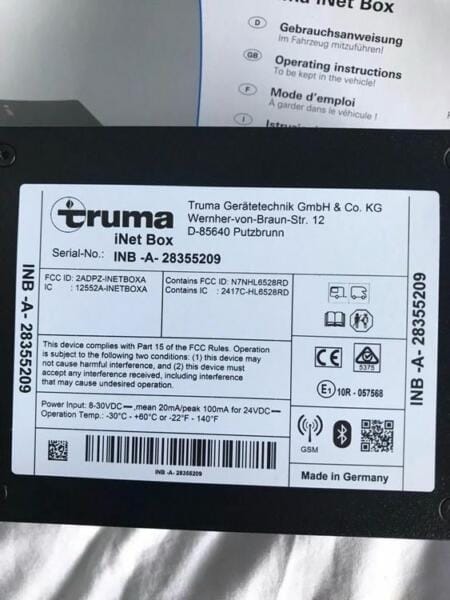 iNet Box
D Gebrauchsanweisung
Im Fahrzeug mitzuführen!
GB Operating instructions
To be kept in the vehicle!
F Mode d'emploi
À garder dans le véhicule !
I
truma
iNet Box
Serial-No.: INB -A- 28355209
Truma Gerätetechnik GmbH & Co. KG
Wernher-von-Braun-Str. 12
D-85640 Putzbrunn
FCC ID: 2ADPZ-INETBOXA
IC : 12552A-INETBOXA
Contains FCC ID: N7NHL6528RD
Contains IC : 2417C-HL6528RD
This device complies with Part 15 of the FCC Rules. Operation
is subject to the following two conditions: (1) this device may
not cause harmful interference, and (2) this device must
accept any interference received, including interference
that may cause undesired operation.
CE
5375
E1 10R - 057568
Power Input: 8-30VDC, mean 20mA/peak 100mA for 24VDC
Operation Temp.: -30°C - +60°C or -22°F - 140°F
GSM
INB -A- 28355209
Made in Germany
INB -A- 28355209
INB -A- 28355209